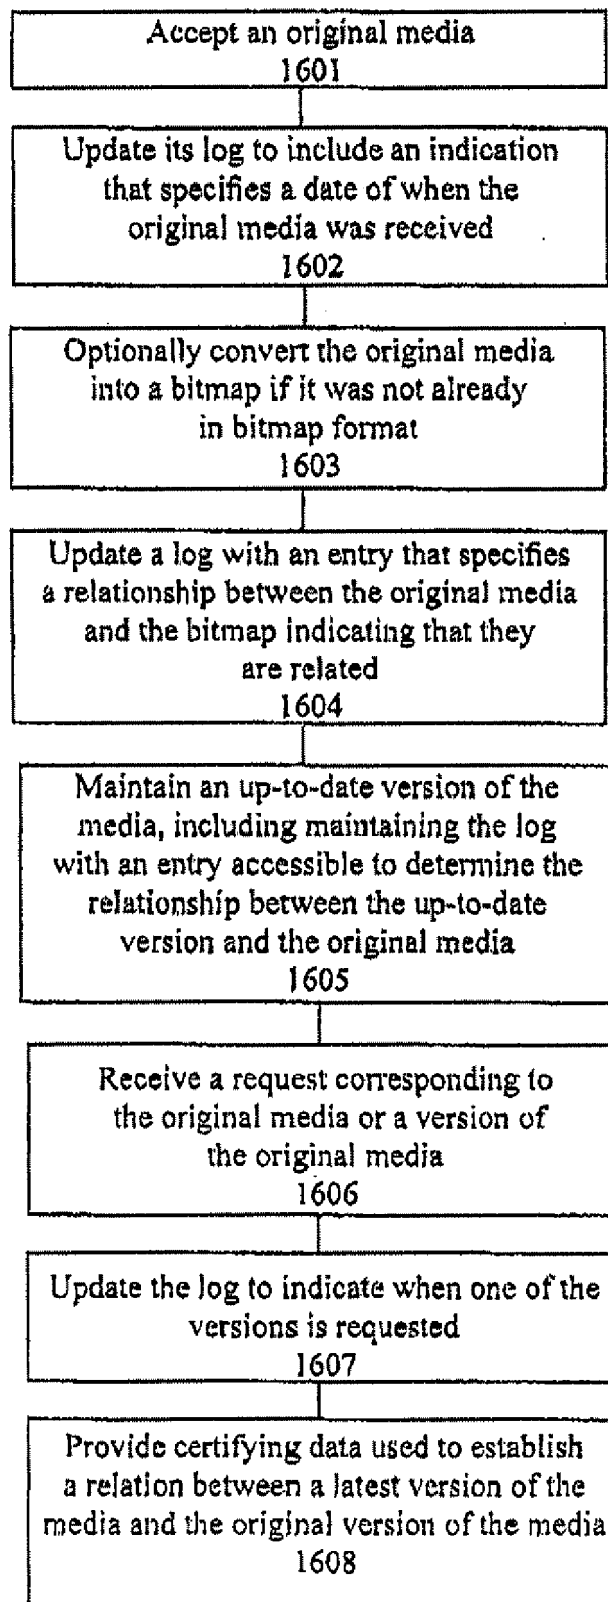 Accept an original media
1601
Update its log to include an indication
that specifies a date of when the
original media was received
1602
Optionally convert the original media
into a bitmap if it was not already
in bitmap format
1603
Update a log with an entry that specifies
a relationship between the original media
and the bitmap indicating that they
are related
1604
Maintain an up-to-date version of the
media, including maintaining the log
with an entry accessible to determine the
relationship between the up-to-date
version and the original media
1605
Receive a request corresponding to
the original media or a version of
the original media
1606
Update the log to indicate when one of the
versions is requested
1607
Provide certifying data used to establish
a relation between a latest version of the
media and the original version of the media
1608